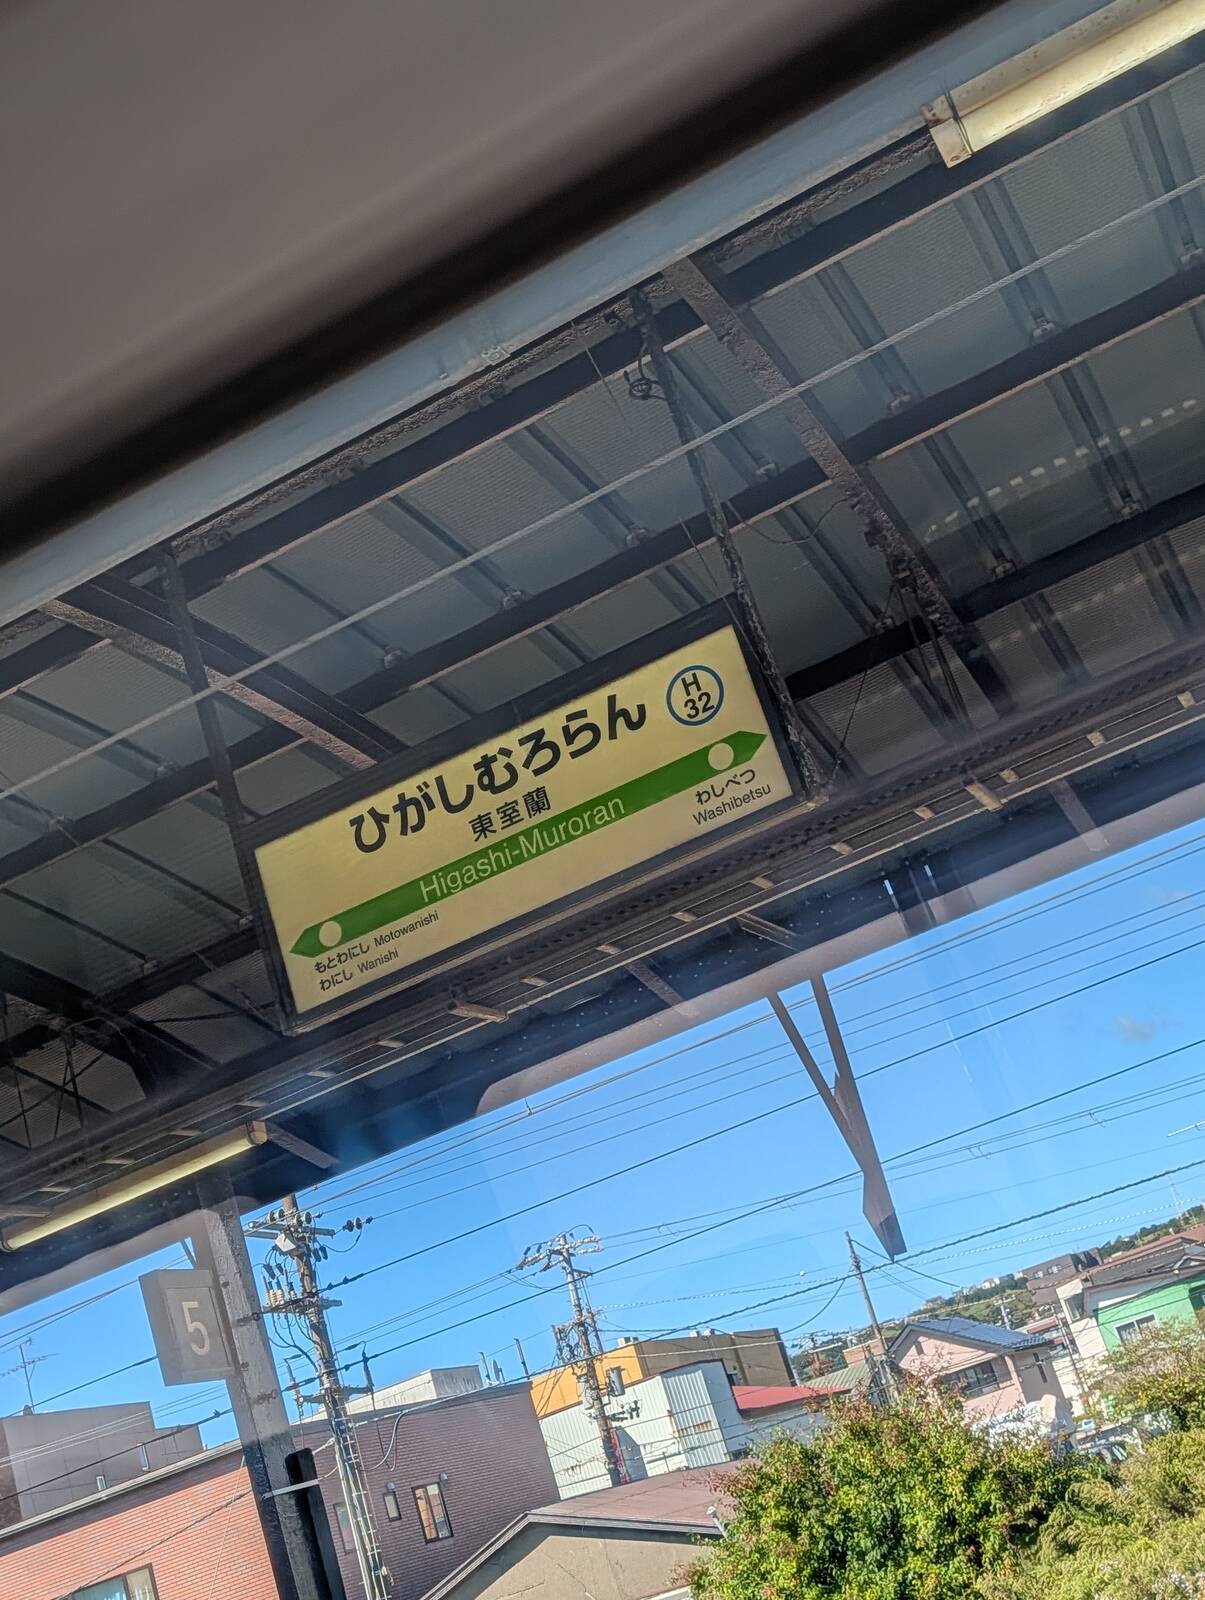 H
32
ひがしむろらん
東室蘭
Higashi-Muroran
わしべつ
Washibetsu
もとわにし Motowanishi
わにし Wanishi
5